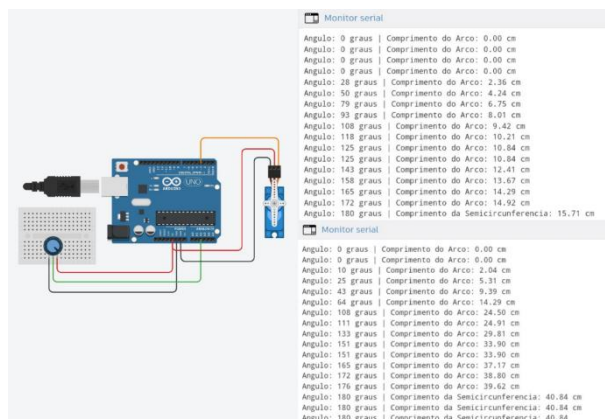 Monitor serial
Angulo: 0 graus | Comprimento do Arco: 0.00 cm
Angulo: 0 graus | Comprimento do Arco: 0.00 cm
Angulo: 0 graus | Comprimento do Arco: 0.00 cm
Angulo: 0 graus | Comprimento do Arco: 0.00 cm
Angulo: 28 graus | Comprimento do Arco: 2.36 cm
Angulo: 50 graus | Comprimento do Arco: 4.24 cm
Angulo: 79 graus | Comprimento do Arco: 6.75 cm
Angulo: 93 graus | Comprimento do Arco: 8.01 cm
Angulo: 108 graus | Comprimento do Arco: 9.42 cm
Angulo: 118 graus | Comprimento do Arco: 10.21 cm
Angulo: 125 graus | Comprimento do Arco: 10.84 cm
Angulo: 125 graus | Comprimento do Arco: 10.84 cm
Angulo: 143 graus | Comprimento do Arco: 12.41 cm
Angulo: 158 graus | Comprimento do Arco: 13.67 cm
Angulo: 165 graus | Comprimento do Arco: 14.29 cm
Angulo: 172 graus | Comprimento do Arco: 14.92 cm
Angulo: 180 graus | Comprimento da Semicircunferencia: 15.71 cm
Monitor serial
Angulo: 0 graus | Comprimento do Arco: 0.00 cm
Angulo: 0 graus | Comprimento do Arco: 0.00 cm
Angulo: 10 graus | Comprimento do Arco: 2.04 cm
Angulo: 25 graus | Comprimento do Arco: 5.31 cm
Angulo: 43 graus | Comprimento do Arco: 9.39 cm
Angulo: 64 graus | Comprimento do Arco: 14.29 cm
Angulo: 108 graus | Comprimento do Arco: 24.50 cm
Angulo: 111 graus | Comprimento do Arco: 24.91 cm
Angulo: 133 graus | Comprimento do Arco: 29.81 cm
Angulo: 151 graus | Comprimento do Arco: 33.90 cm
Angulo: 151 graus | Comprimento do Arco: 33.90 cm
Angulo: 165 graus | Comprimento do Arco: 37.17 cm
Angulo: 172 graus | Comprimento do Arco: 38.80 cm
Angulo: 176 graus | Comprimento do Arco: 39.62 cm
Angulo: 180 graus | Comprimento da Semicircunferencia: 40.84 cm
Angulo: 180 graus | Comprimento da Semicircunferencia: 40.84 cm
Angulo: 180 graus | Comprimento da Semicircunferencia: 40.84
UNO
ARDUINO